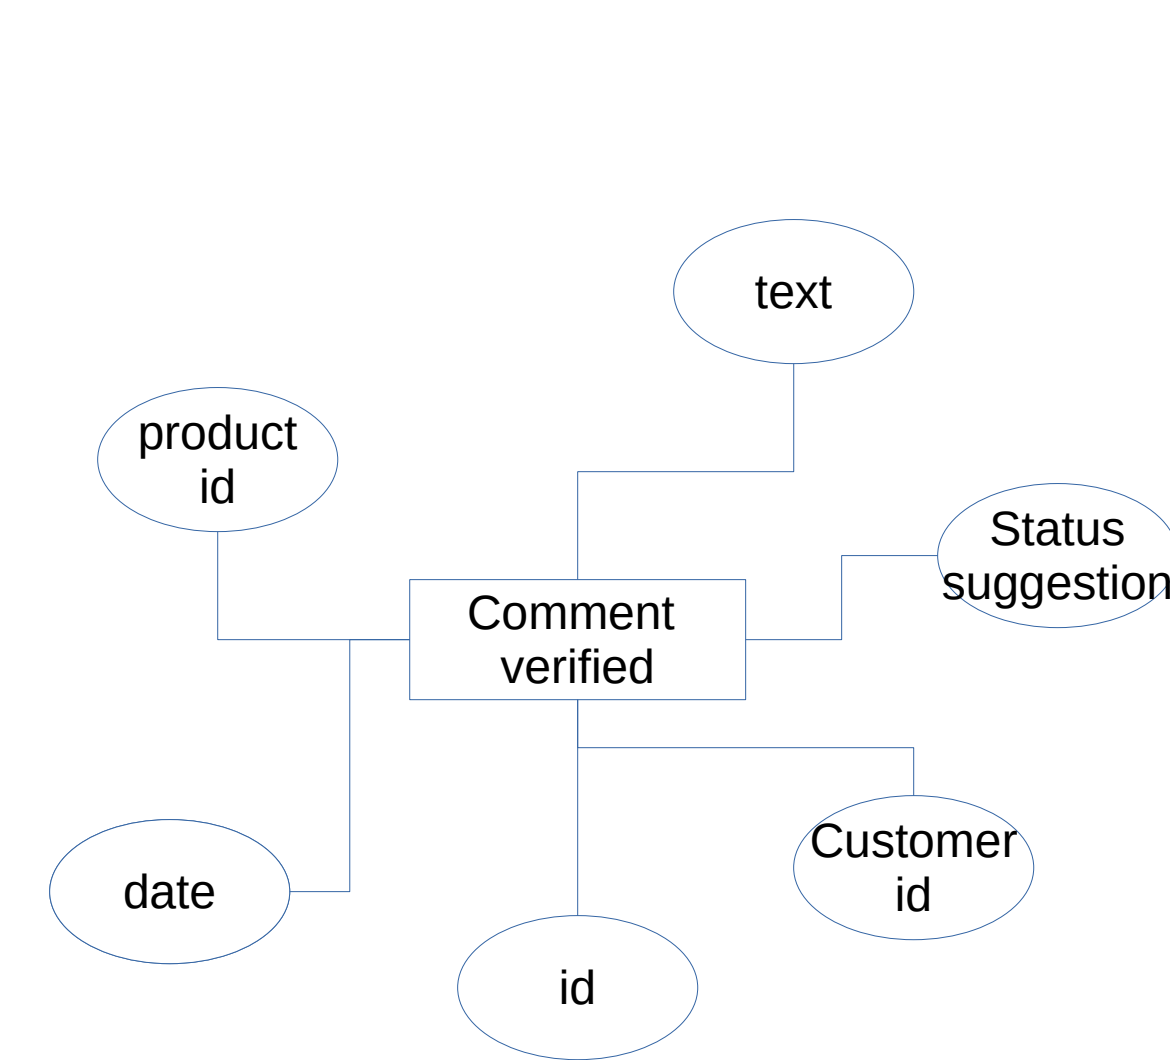 text
product
id
Status
suggestion
Comment
verified
Customer
id
date
id